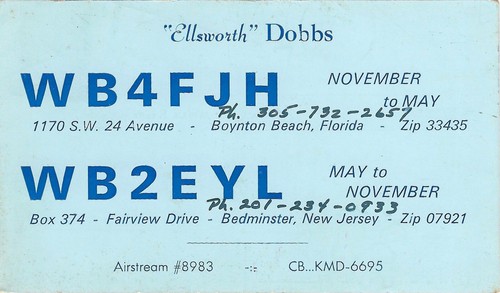 "Ellsworth" Dobbs
WB4FJH NOVEMBER
to MAY
Ph. 305-732-2657
1170 S.W. 24 Avenue - Boynton Beach, Florida - Zip 33435
WB2EYL MAY to
NOVEMBER
Ph. 201-234-0933
Box 374 - Fairview Drive - Bedminster, New Jersey - Zip 07921
Airstream #8983 -:- CB...KMD-6695